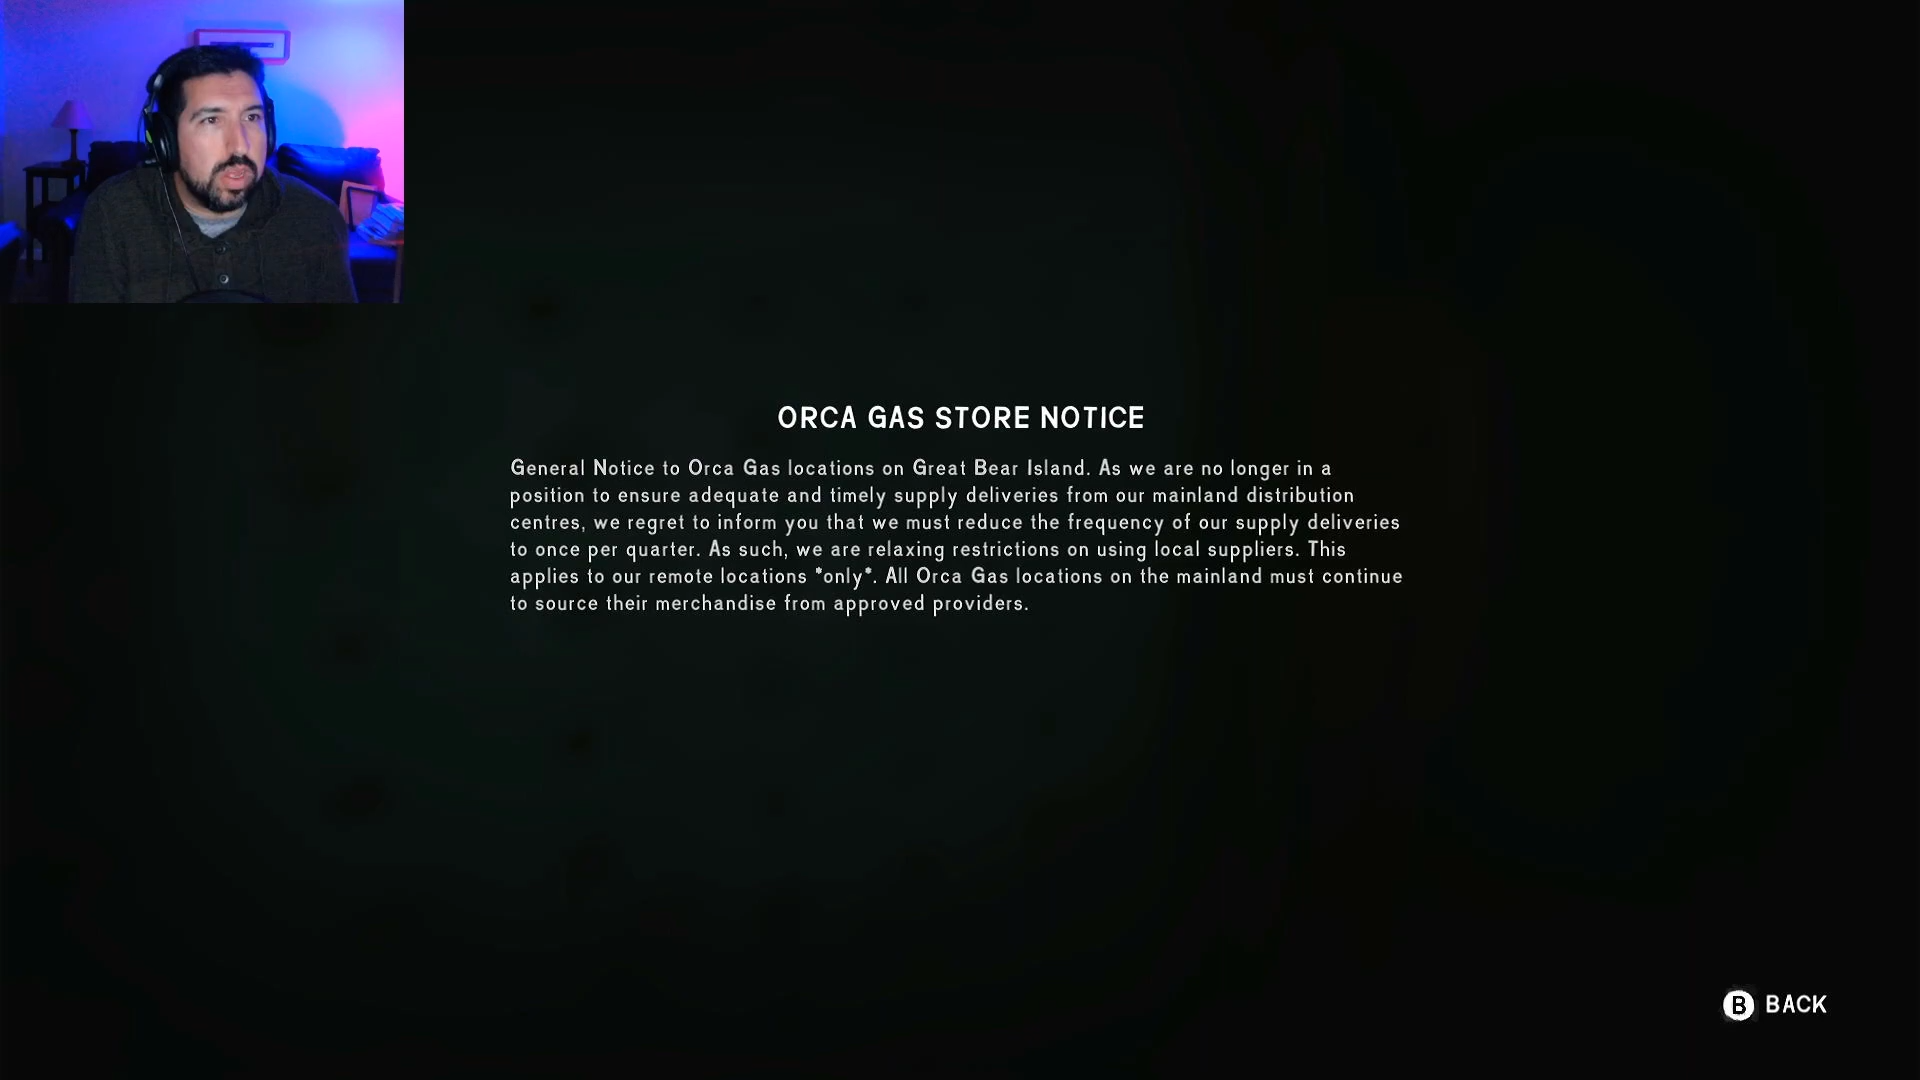 ORCA GAS STORE NOTICE
General Notice to Orca Gas locations on Great Bear Island. As we are no longer in a
position to ensure adequate and timely supply deliveries from our mainland distribution
centres, we regret to inform you that we must reduce the frequency of our supply deliveries
to once per quarter. As such, we are relaxing restrictions on using local suppliers. This
applies to our remote locations *only*. All Orca Gas locations on the mainland must continue
to source their merchandise from approved providers.
B BACK